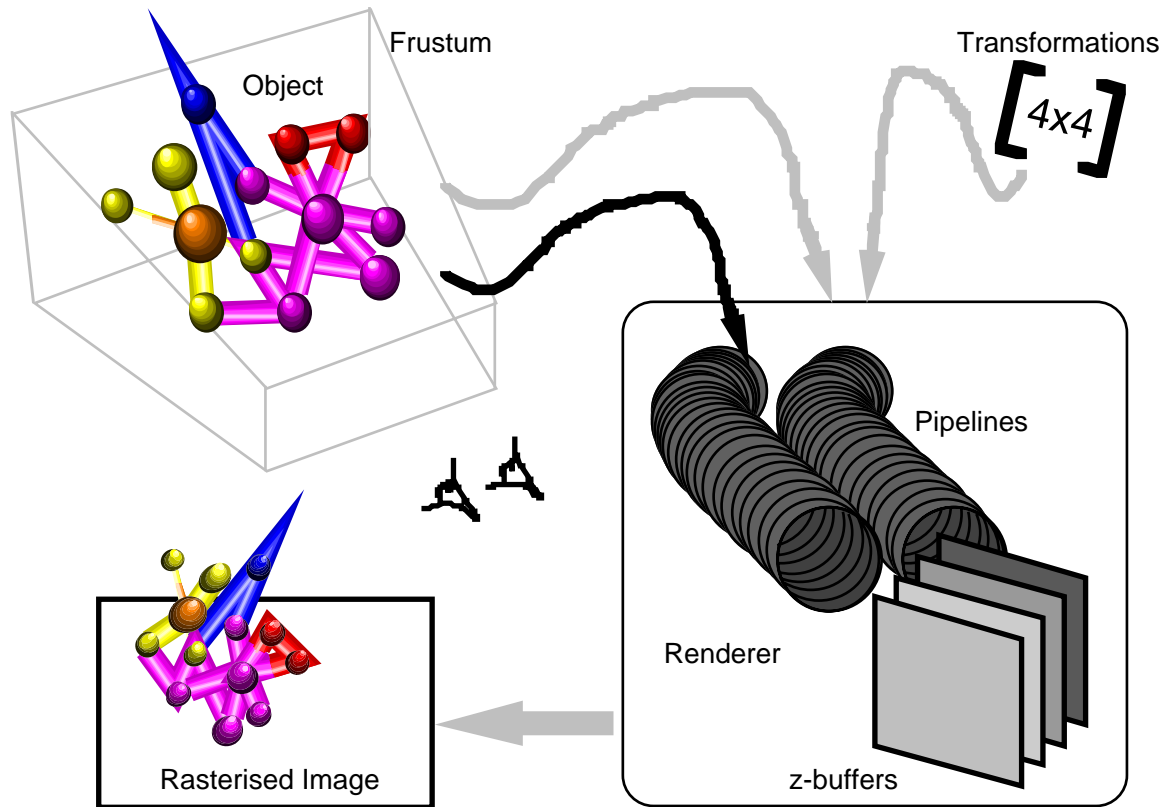 Frustum
Transformations
Object
4x4
Pipelines
Renderer
z-buffers
Rasterised Image